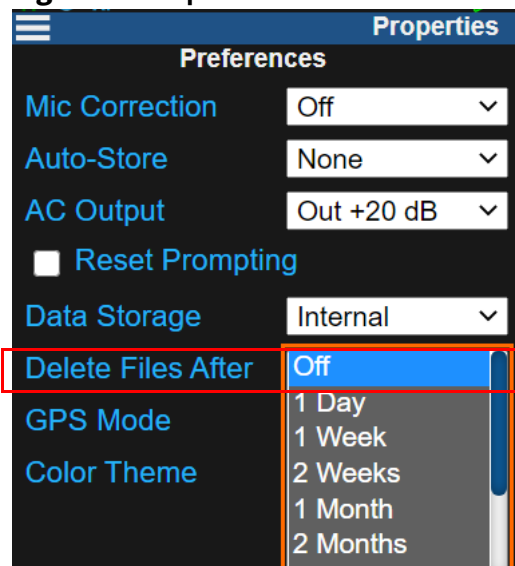 Properties
Preferences
Mic Correction Off
Auto-Store None
AC Output Out +20 dB
Reset Prompting
Data Storage Internal
Delete Files After Off
1 Day
GPS Mode
1 Week
Color Theme 2 Weeks
1 Month
2 Months